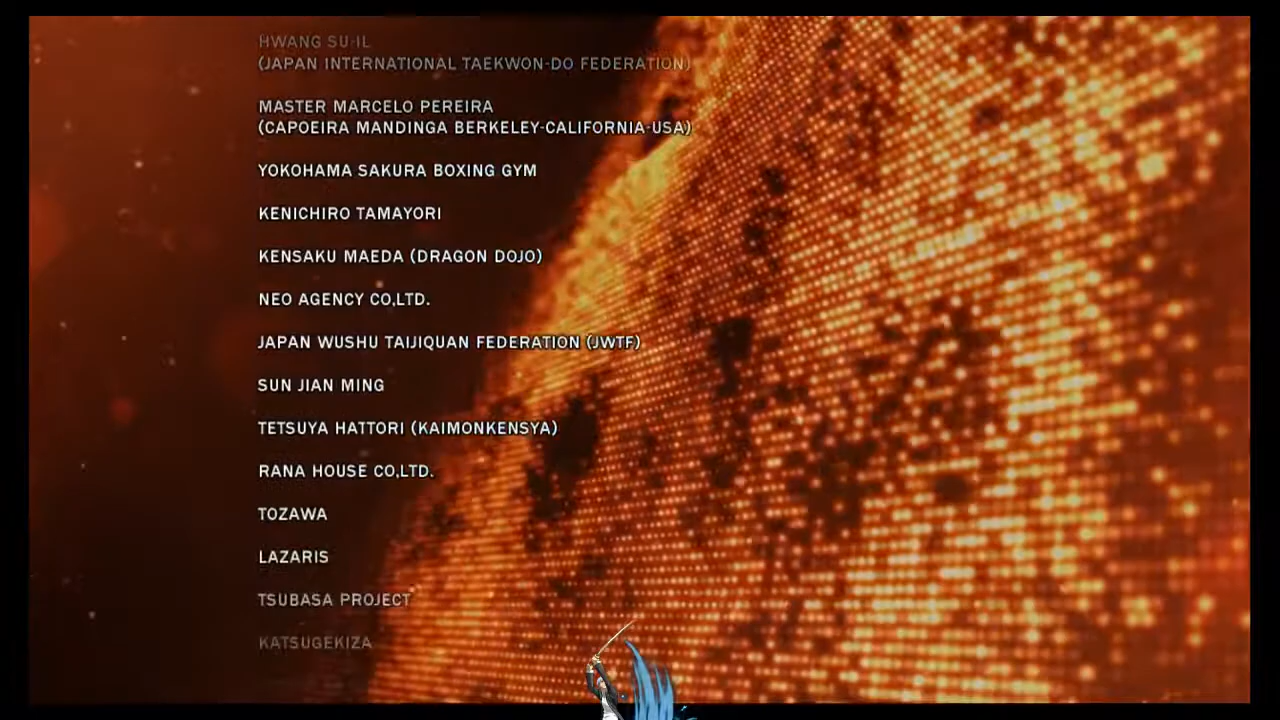 HWANG SU-IL
(JAPAN INTERNATIONAL TAEKWON-DO FEDERATION)
MASTER MARCELO PEREIRA
(CAPOEIRA MANDINGA BERKELEY-CALIFORNIA-USA)
YOKOHAMA SAKURA BOXING GYM
KENICHIRO TAMAYORI
KENSAKU MAEDA (DRAGON DOJO)
NEO AGENCY CO,LTD.
JAPAN WUSHU TAIJIQUAN FEDERATION (JWTF)
SUN JIAN MING
TETSUYA HATTORI (KAIMONKENSYA)
RANA HOUSE CO,LTD.
TOZAWA
LAZARIS
TSUBASA PROJECT
KATSUGEKIZA